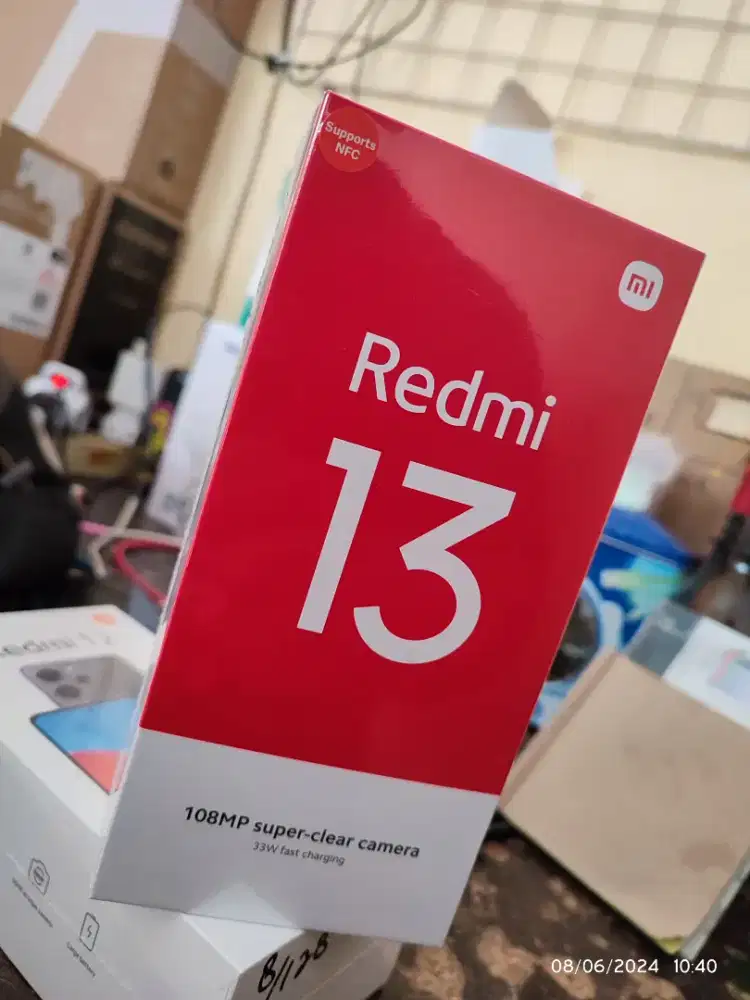 Supports
NFC
mi
Redmi
13
108MP super-clear camera
33W fast charging
8/128
08/06/2024 10:40